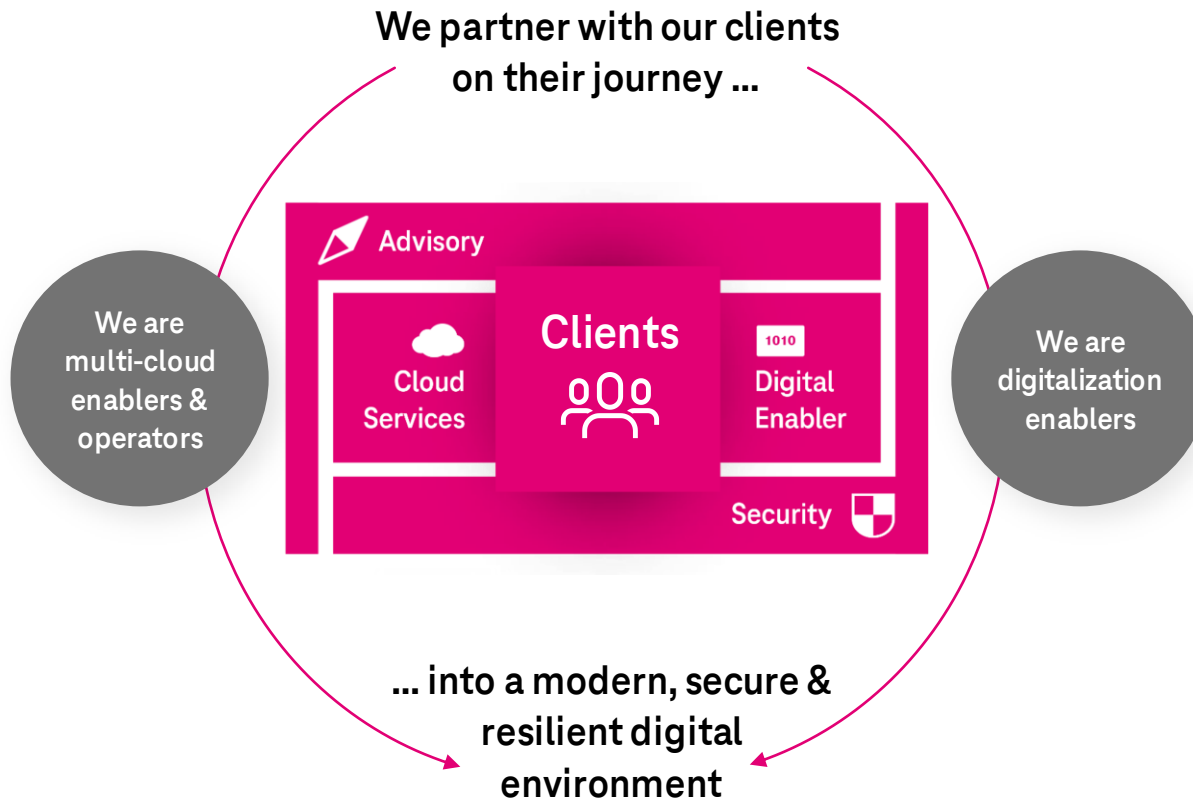 We partner with our clients
on their journey ...
Advisory
We are
multi-cloud
enablers &
operators
Cloud
Services
Clients
1010
Digital
Enabler
We are
digitalization
enablers
Security
... into a modern, secure &
resilient digital
environment